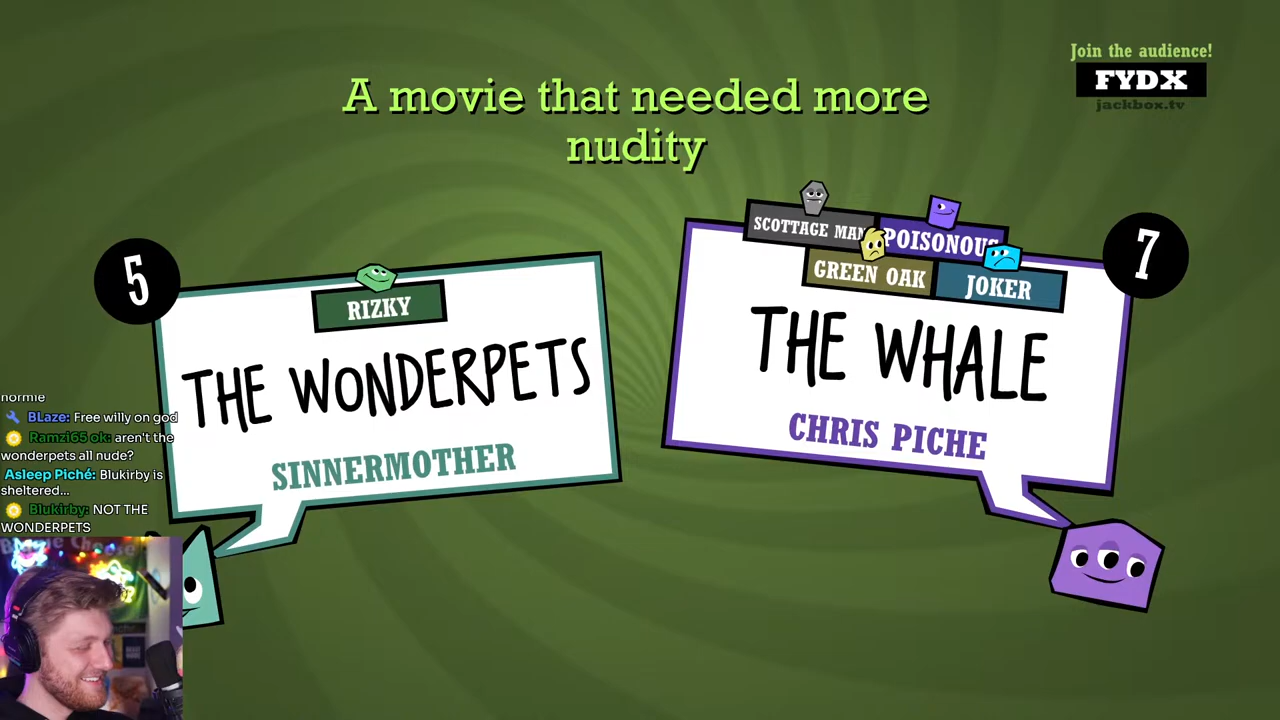 Join the audience!
FYDX
jackbox.tv
A movie that needed more
nudity
5
RIZKY
THE WONDERPETS
SINNERMOTHER
7
SCOTTAGE MAN
POISONOUS
GREEN OAK
JOKER
THE WHALE
CHRIS PICHE
normie
BLaze: Free willy on god
Ramzi65 ok: aren't the
wonderpets all nude?
Asleep Piché: Blukirby is
sheltered...
Blukirby: NOT THE
WONDERPETS